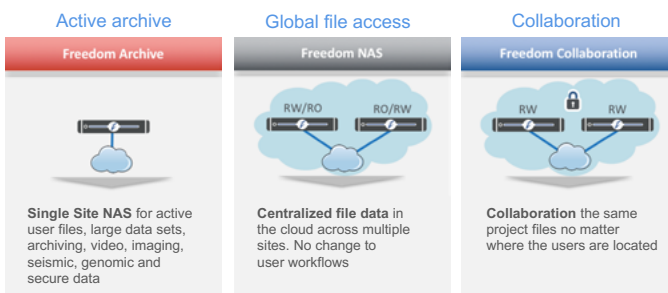 Active archive
Freedom Archive
Single Site NAS for active
user files, large data sets,
archiving, video, imaging,
seismic, genomic and
secure data
Global file access
Freedom NAS
RW/RO
RO/RW
Centralized file data in
the cloud across multiple
sites. No change to
user workflows
Collaboration
Freedom Collaboration
RW
RW
Collaboration the same
project files no matter
where the users are located